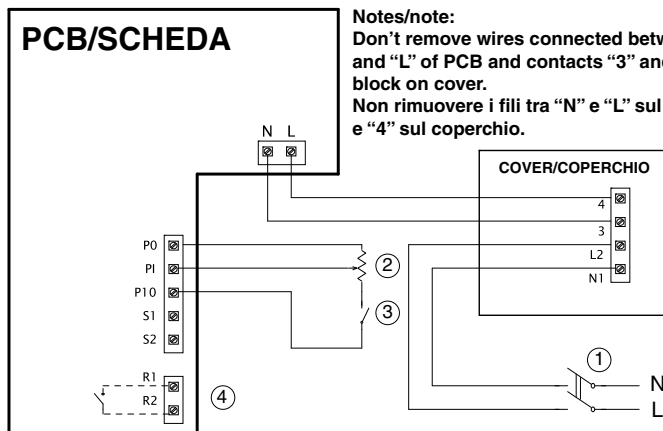 PCB/SCHEDA
Notes/note:
Don't remove wires connected
and “L” of PCB and contacts “3”
block on cover.
Non rimuovere i fili tra “N” e “L” sul
e “4” sul coperchio.
N L
COVER/COPERCHIO
4
3
L2
N1
P0
PI
P10
S1
S2
2
3
R1
R2
4
1
N
L